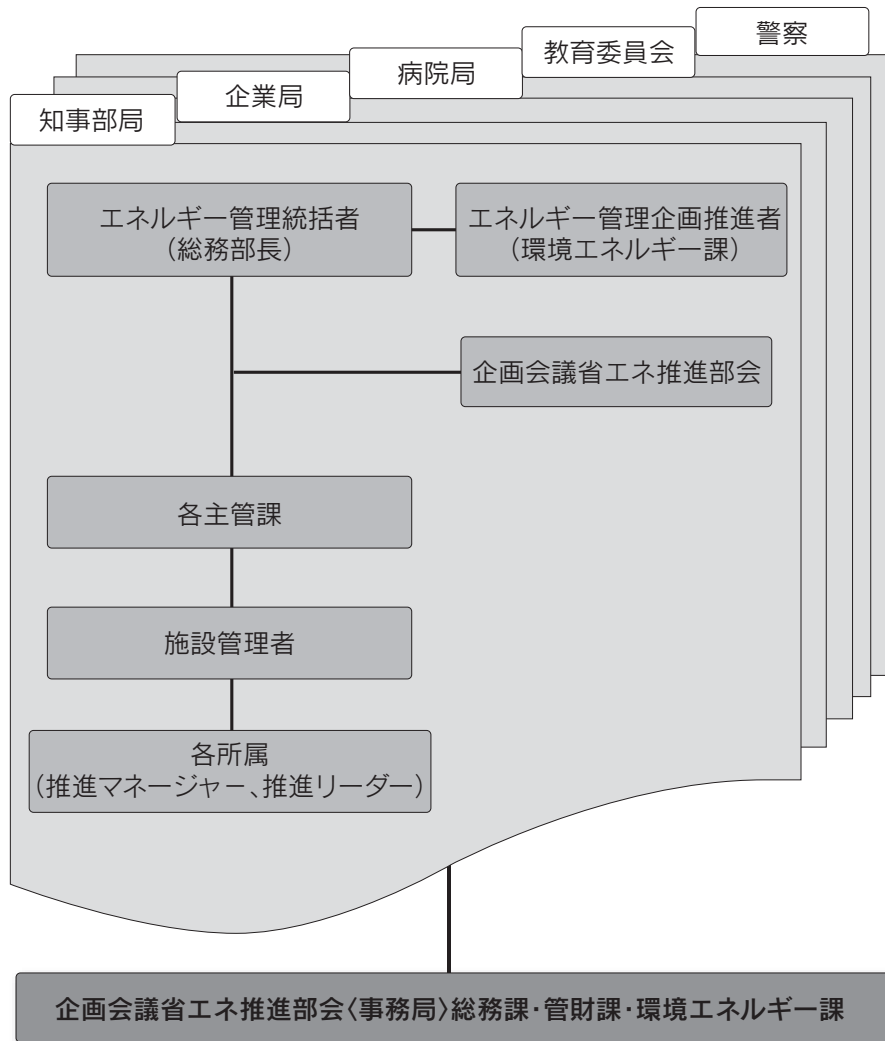 警察
教育委員会
病院局
企業局
知事部局
エネルギー管理統括者
(総務部長)
エネルギー管理企画推進者
(環境エネルギー課)
企画会議省エネ推進部会
各主管課
施設管理者
各所属
(推進マネージャー、推進リーダー)
企画会議省エネ推進部会〈事務局〉総務課・管財課・環境エネルギー課